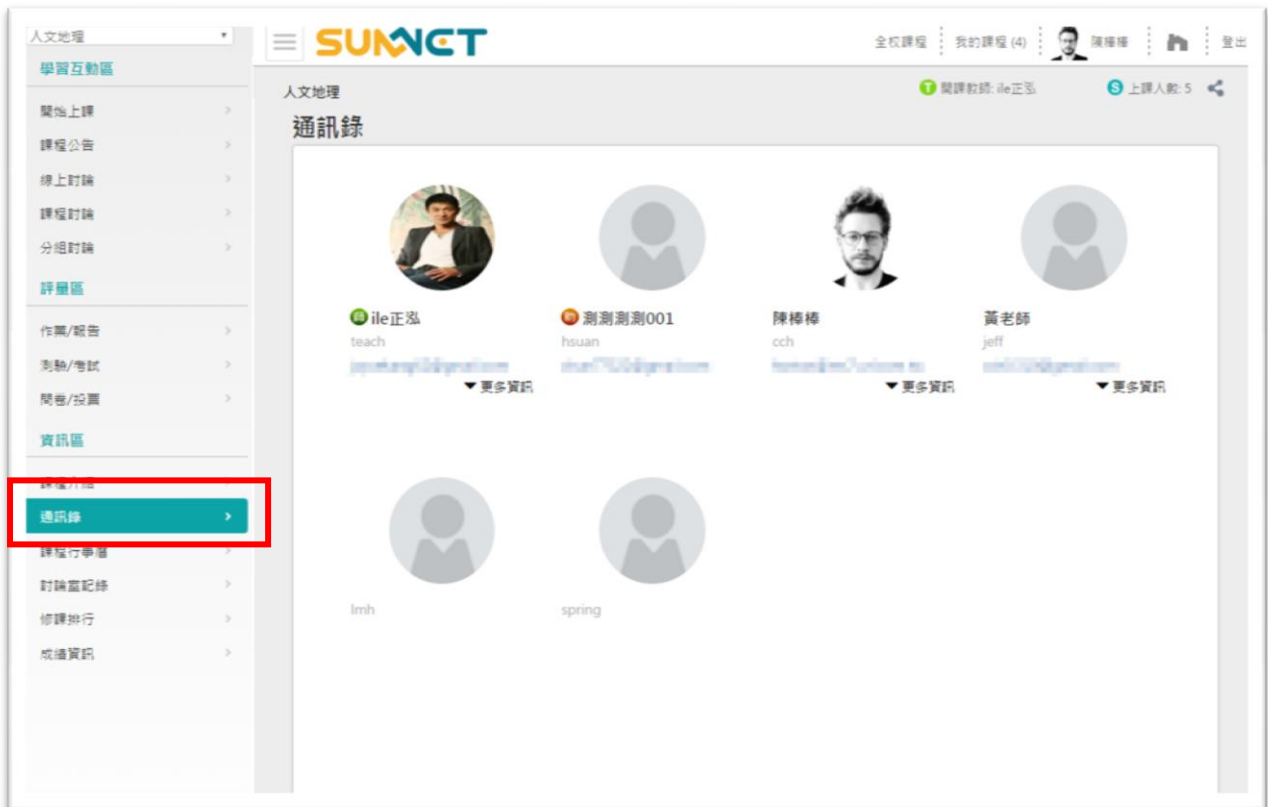 人文地理
SUNNET
全校課程
我的課程 (4)
陳棒棒
登出
學習互動區
開始上課
課程公告
線上討論
課程討論
分組討論
評量區
作業/報告
測驗/考試
問卷/投票
資訊區
課程介紹
通訊錄
課程行事曆
討論室記錄
修課排行
成績資訊
人文地理
T 開課教師: ile正泓
S 上課人數: 5
通訊錄
師 ile正泓
teach
更多資訊
測測測測001
hsuan
陳棒棒
cch
更多資訊
黃老師
jeff
更多資訊
lmh
spring